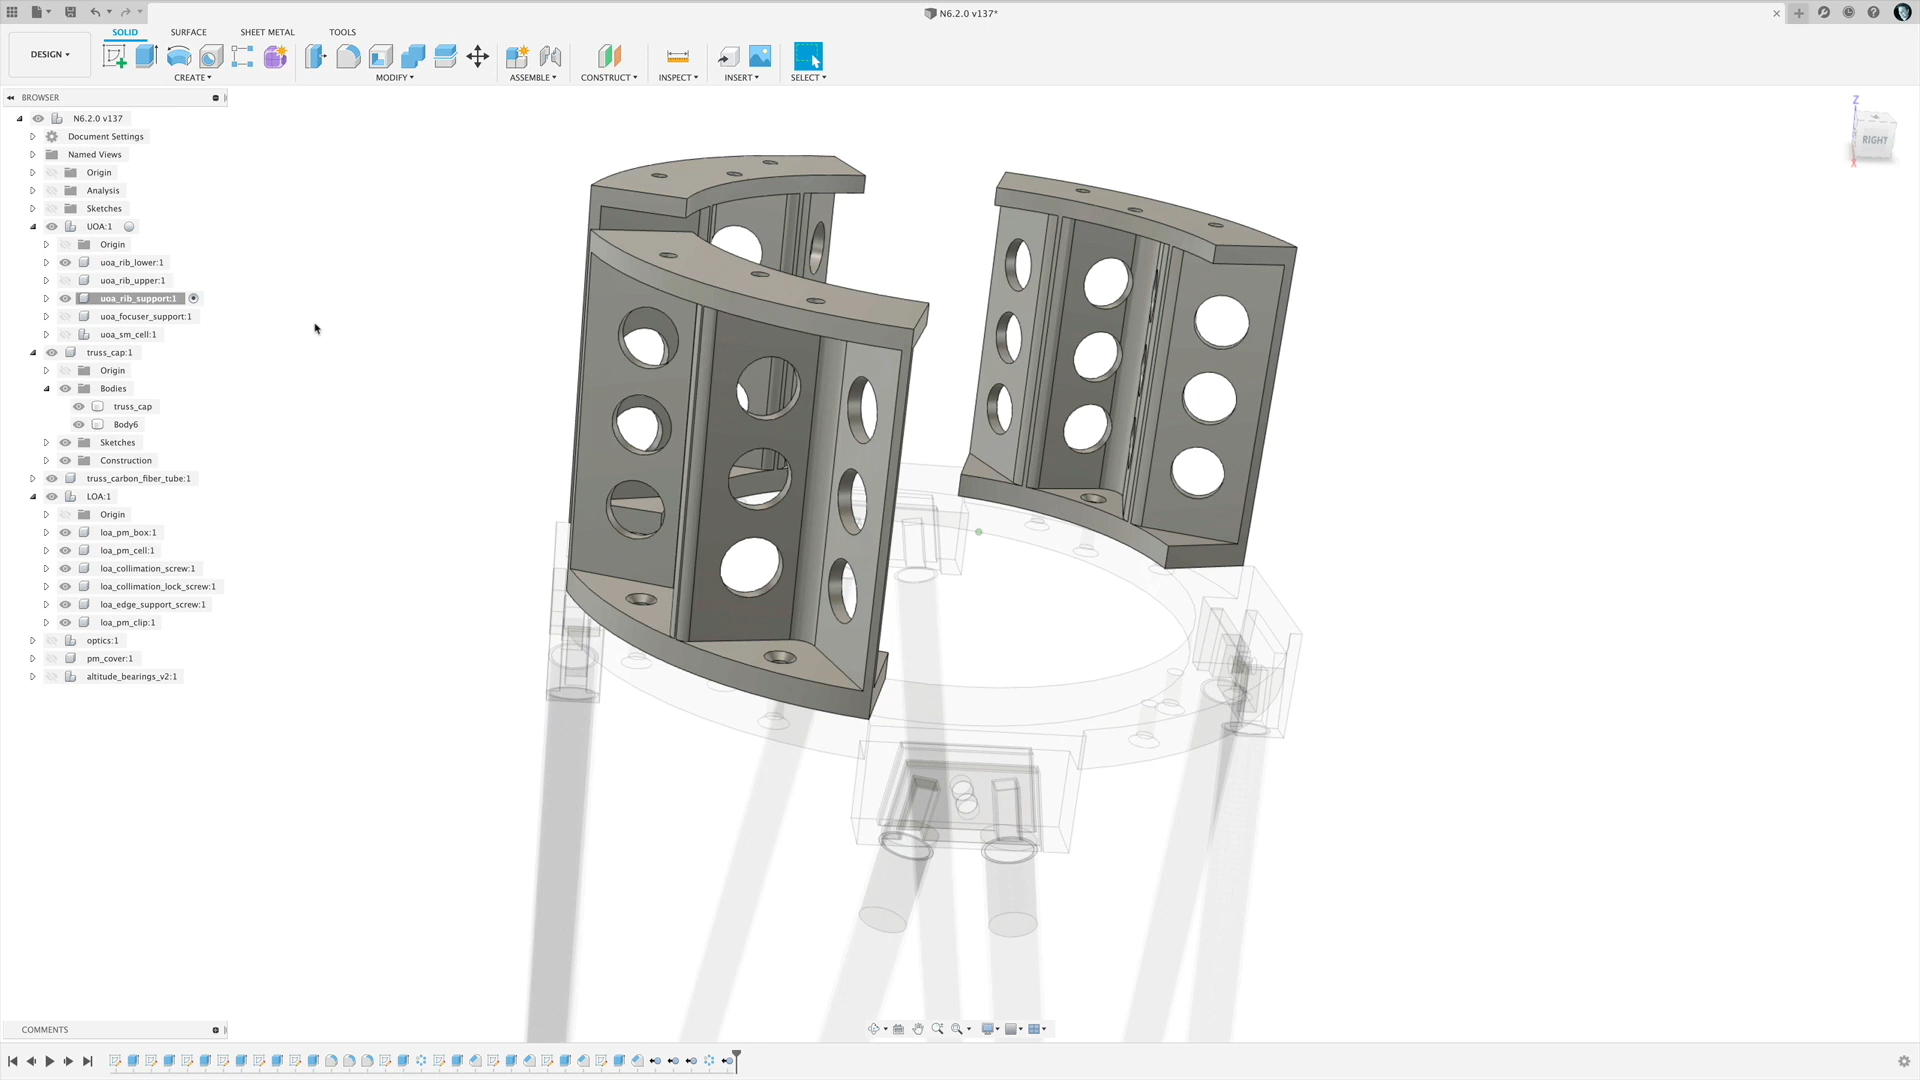 N6.2.0 v137*
DESIGN
SOLID
SURFACE
SHEET METAL
TOOLS
CREATE
MODIFY
ASSEMBLE
CONSTRUCT
INSPECT
INSERT
SELECT
BROWSER
N6.2.0 v137
Document Settings
Named Views
Origin
Analysis
Sketches
UOA:1
Origin
uoa_rib_lower:1
uoa_rib_upper:1
uoa_rib_support:1
uoa_focuser_support:1
uoa_sm_cell:1
truss_cap:1
Origin
Bodies
truss_cap
Body6
Sketches
Construction
truss_carbon_fiber_tube:1
LOA:1
Origin
loa_pm_box:1
loa_pm_cell:1
loa_collimation_screw:1
loa_collimation_lock_screw:1
loa_edge_support_screw:1
loa_pm_clip:1
optics:1
pm_cover:1
altitude_bearings_v2:1
Z
RIGHT
X
COMMENTS